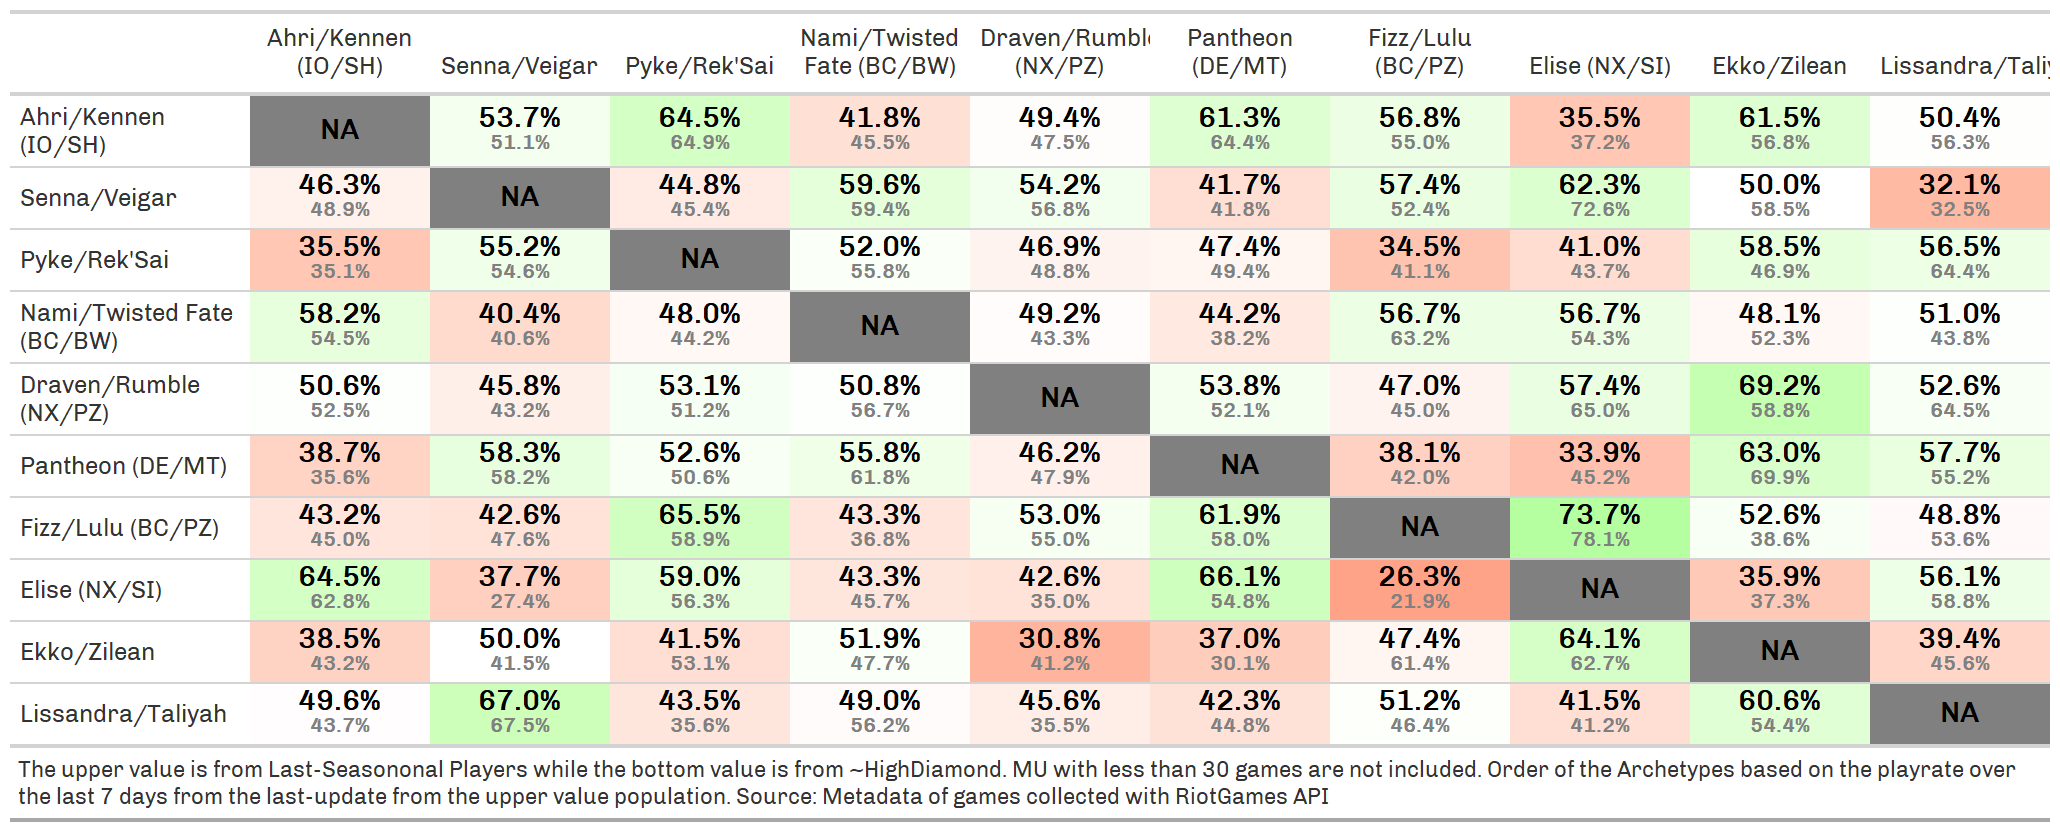 Ahri/Kennen (IO/SH) Senna/Veigar Pyke/Rek'Sai Nami/Twisted Fate (BC/BW) Draven/Rumble (NX/PZ) Pantheon (DE/MT) Fizz/Lulu (BC/PZ) Elise (NX/SI) Ekko/Zilean Lissandra/Taliy
Ahri/Kennen (IO/SH) NA 53.7% 64.5% 41.8% 49.4% 61.3% 56.8% 35.5% 61.5% 50.4%
51.1% 64.9% 45.5% 47.5% 64.4% 55.0% 37.2% 56.8% 56.3%
Senna/Veigar 46.3% NA 44.8% 59.6% 54.2% 41.7% 57.4% 62.3% 50.0% 32.1%
48.9% 45.4% 59.4% 56.8% 41.8% 52.4% 72.6% 58.5% 32.5%
Pyke/Rek'Sai 35.5% 55.2% NA 52.0% 46.9% 47.4% 34.5% 41.0% 58.5% 56.5%
35.1% 54.6% 55.8% 48.8% 49.4% 41.1% 43.7% 46.9% 64.4%
Nami/Twisted Fate (BC/BW) 58.2% 40.4% 48.0% NA 49.2% 44.2% 56.7% 56.7% 48.1% 51.0%
54.5% 40.6% 44.2% 43.3% 38.2% 63.2% 54.3% 52.3% 43.8%
Draven/Rumble (NX/PZ) 50.6% 45.8% 53.1% 50.8% NA 53.8% 47.0% 57.4% 69.2% 52.6%
52.5% 43.2% 51.2% 56.7% 52.1% 45.0% 65.0% 58.8% 64.5%
Pantheon (DE/MT) 38.7% 58.3% 52.6% 55.8% 46.2% NA 38.1% 33.9% 63.0% 57.7%
35.6% 58.2% 50.6% 61.8% 47.9% 42.0% 45.2% 69.9% 55.2%
Fizz/Lulu (BC/PZ) 43.2% 42.6% 65.5% 43.3% 53.0% 61.9% NA 73.7% 52.6% 48.8%
45.0% 47.6% 58.9% 36.8% 55.0% 58.0% 78.1% 38.6% 53.6%
Elise (NX/SI) 64.5% 37.7% 59.0% 43.3% 42.6% 66.1% 26.3% NA 35.9% 56.1%
62.8% 27.4% 56.3% 45.7% 35.0% 54.8% 21.9% 37.3% 58.8%
Ekko/Zilean 38.5% 50.0% 41.5% 51.9% 30.8% 37.0% 47.4% 64.1% NA 39.4%
43.2% 41.5% 53.1% 47.7% 41.2% 30.1% 61.4% 62.7% 45.6%
Lissandra/Taliyah 49.6% 67.0% 43.5% 49.0% 45.6% 42.3% 51.2% 41.5% 60.6% NA
43.7% 67.5% 35.6% 56.2% 35.5% 44.8% 46.4% 41.2% 54.4%
The upper value is from Last-Seasononal Players while the bottom value is from ~HighDiamond. MU with less than 30 games are not included. Order of the Archetypes based on the playrate over
the last 7 days from the last-update from the upper value population. Source: Metadata of games collected with RiotGames API